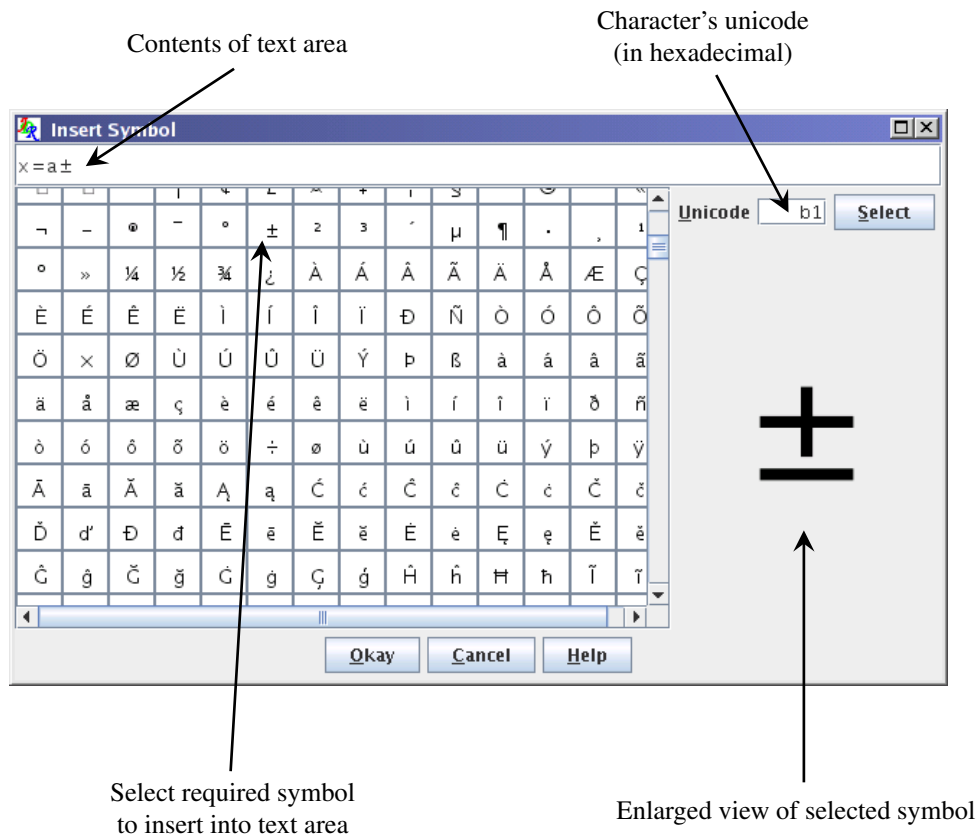 Contents of text area
Character's unicode
(in hexadecimal)
Insert Symbol
x=a±
Unicode b1 Select
¬ – ® ¯ ° ± ² ³ ´ µ ¶ · ¸ ¹
º » ¼ ½ ¾ ¿ À Á Â Ã Ä Å Æ Ç
È É Ê Ë Ì Í Î Ï Ð Ñ Ò Ó Ô Õ
Ö × Ø Ù Ú Û Ü Ý Þ ß à á â ã
ä å æ ç è é ê ë ì í î ï ð ñ
ò ó ô õ ö ÷ ø ù ú û ü ý þ ÿ
Ā ā Ă ă Ą ą Ć ć Ĉ ĉ Ċ ċ Č č
Ď ď Đ đ Ē ē Ĕ ĕ Ė ė Ę ę Ě ě
Ĝ ĝ Ğ ğ Ġ ġ Ģ ģ Ĥ ĥ Ħ ħ Ĩ ĩ
±
Okay Cancel Help
Select required symbol
to insert into text area
Enlarged view of selected symbol